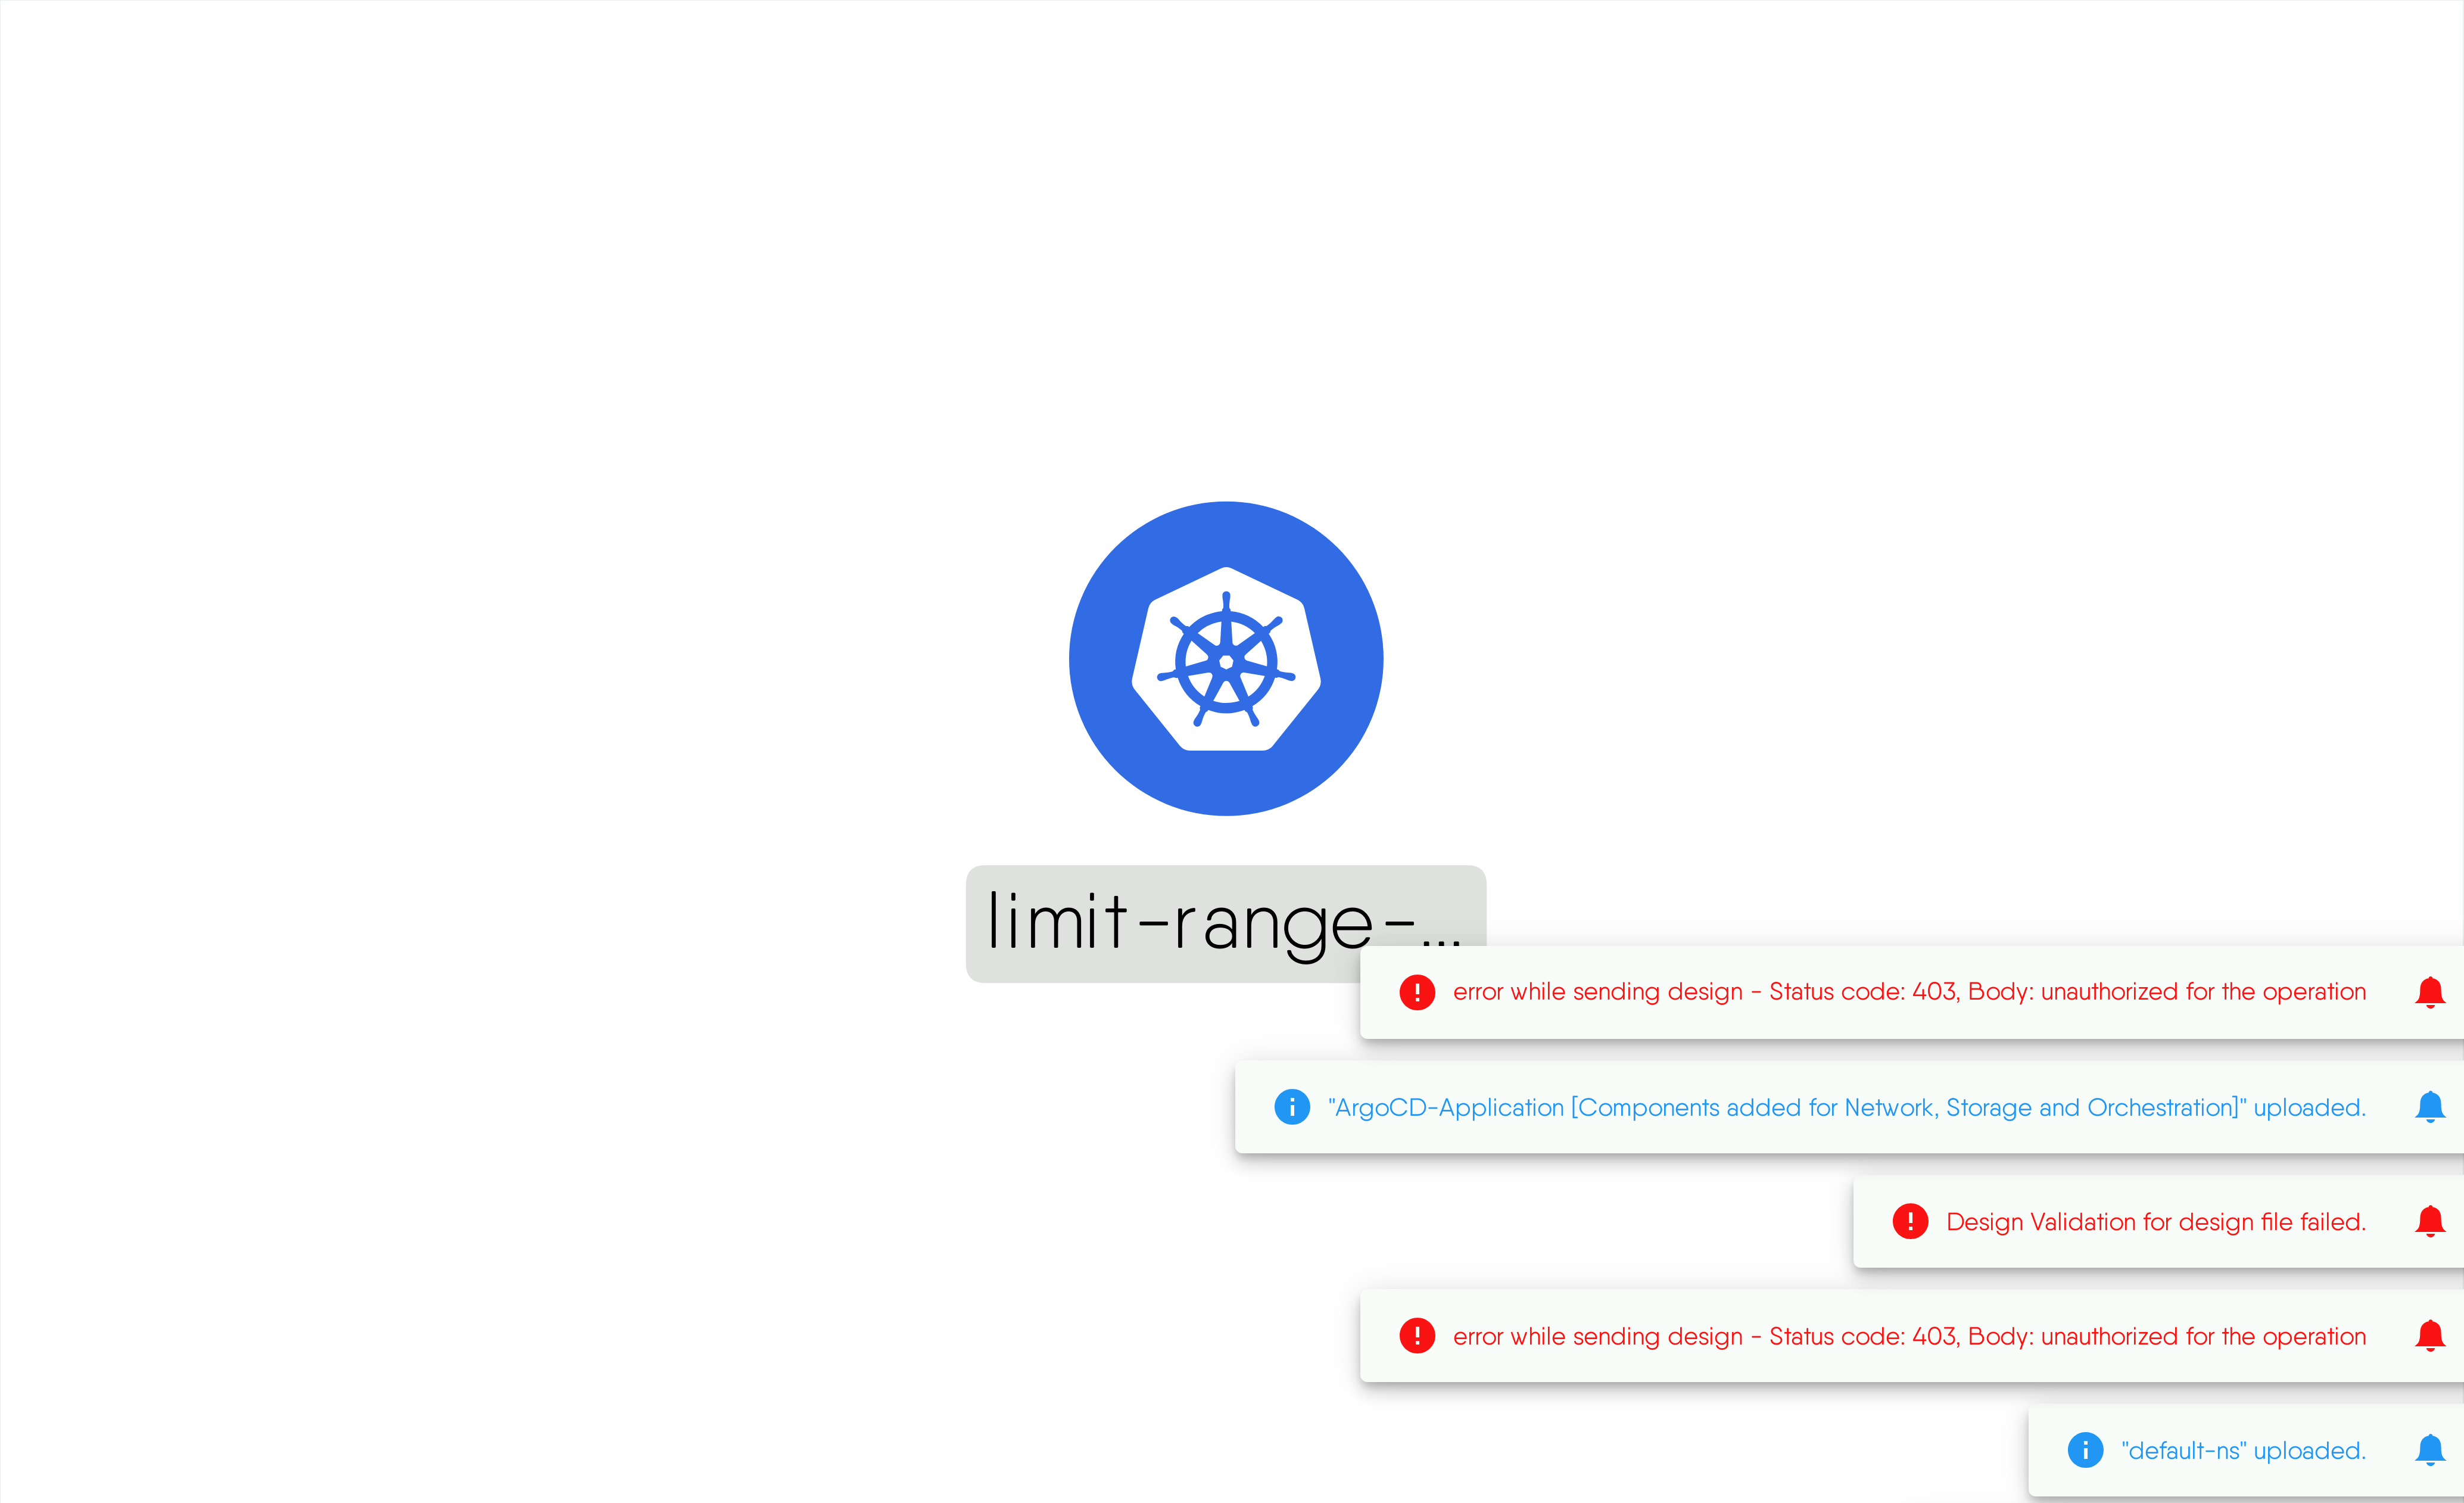 limit-range-...
error while sending design - Status code: 403, Body: unauthorized for the operation
"ArgoCD-Application [Components added for Network, Storage and Orchestration]" uploaded.
Design Validation for design file failed.
error while sending design - Status code: 403, Body: unauthorized for the operation
"default-ns" uploaded.